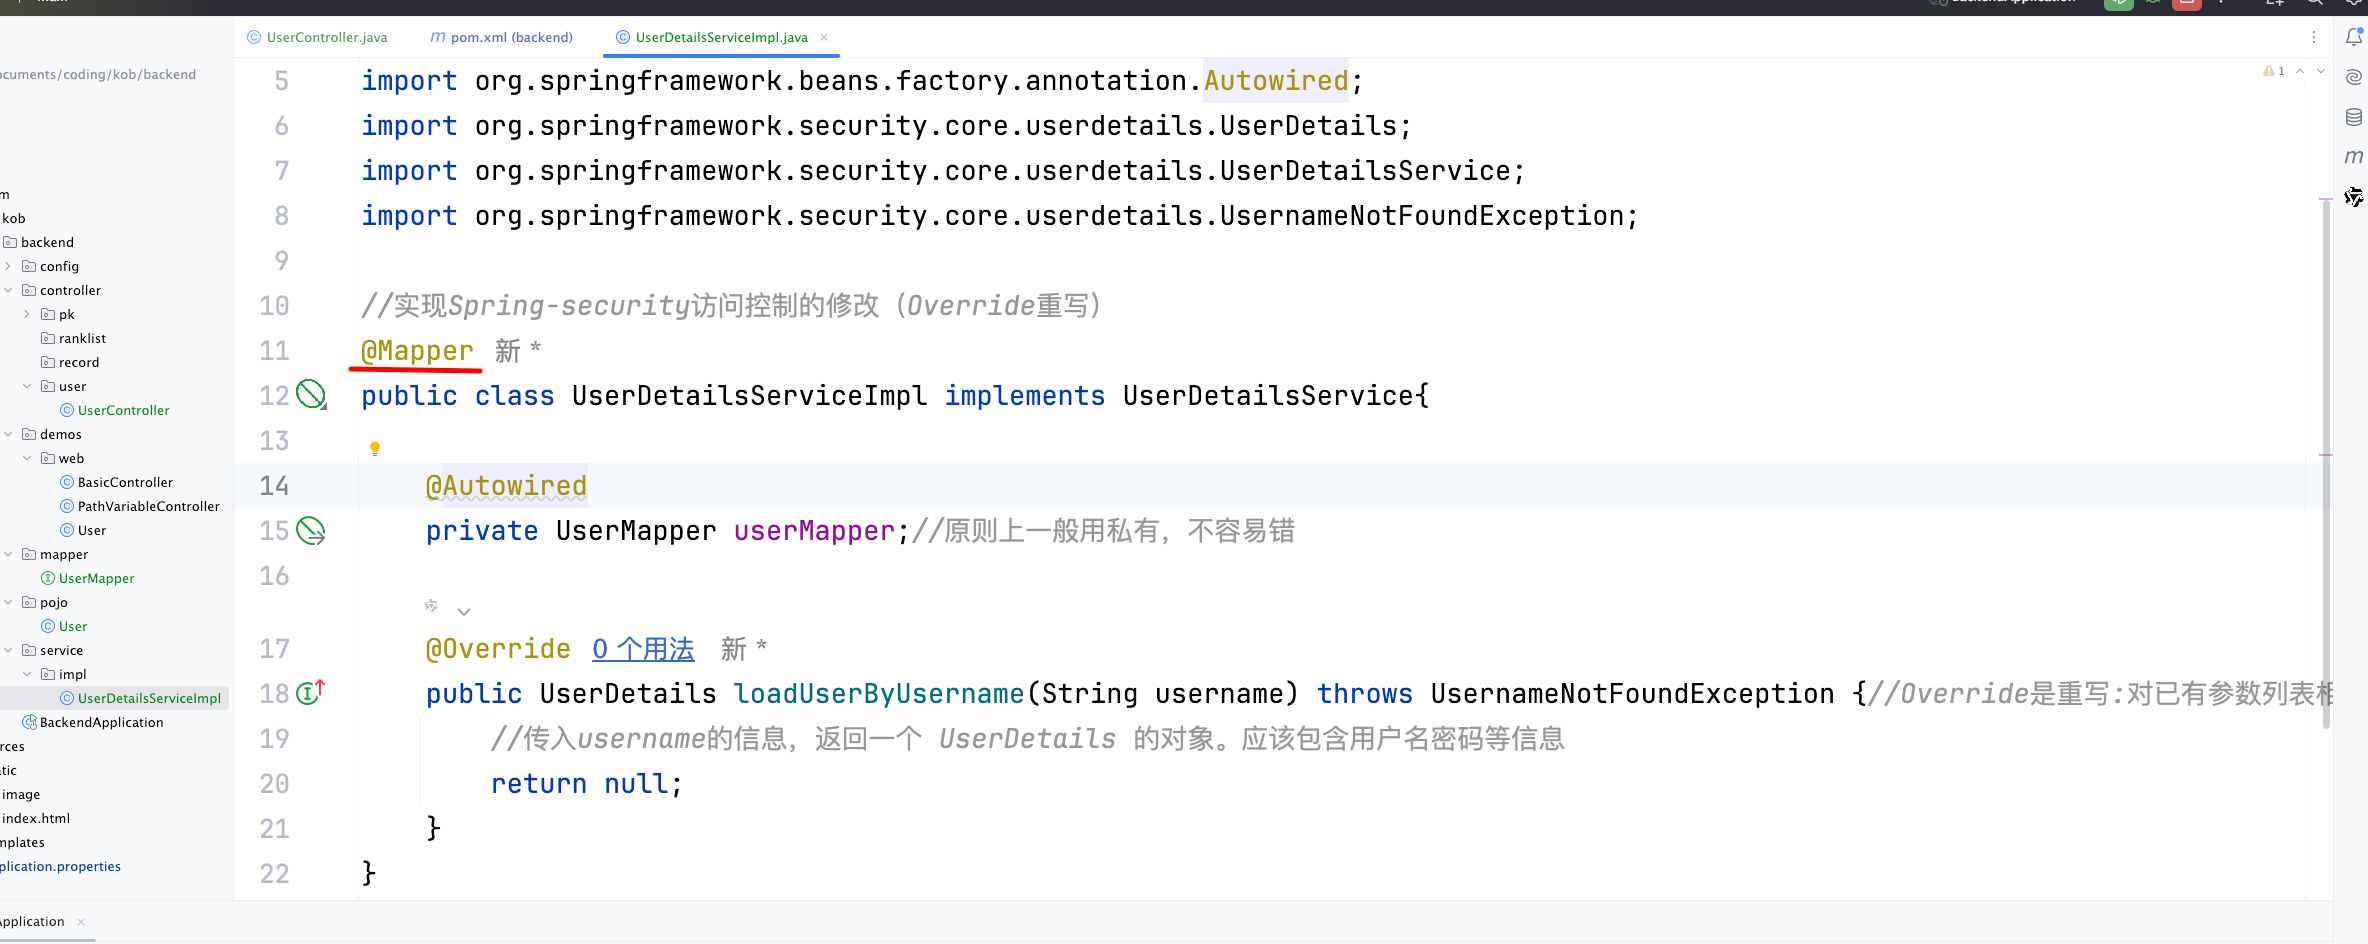 UserController.java
pom.xml (backend)
UserDetailsServiceImpl.java
ocuments/coding/kob/backend
m
kob
backend
config
controller
pk
ranklist
record
user
UserController
demos
web
BasicController
PathVariableController
User
mapper
UserMapper
pojo
User
service
impl
UserDetailsServiceImpl
BackendApplication
rces
tic
image
index.html
mplates
plication.properties
1
5 import org.springframework.beans.factory.annotation.Autowired;
6 import org.springframework.security.core.userdetails.UserDetails;
7 import org.springframework.security.core.userdetails.UserDetailsService;
8 import org.springframework.security.core.userdetails.UsernameNotFoundException;
9
10 //实现Spring-security访问控制的修改（Override重写）
11 @Mapper 新 *
12 public class UserDetailsServiceImpl implements UserDetailsService{
13
14 @Autowired
15 private UserMapper userMapper;//原则上一般用私有，不容易错
16
17 @Override 0 个用法 新 *
18 public UserDetails loadUserByUsername(String username) throws UsernameNotFoundException {//Override是重写:对已有参数列表相
19 //传入username的信息，返回一个 UserDetails 的对象。应该包含用户名密码等信息
20 return null;
21 }
22 }
Application
m